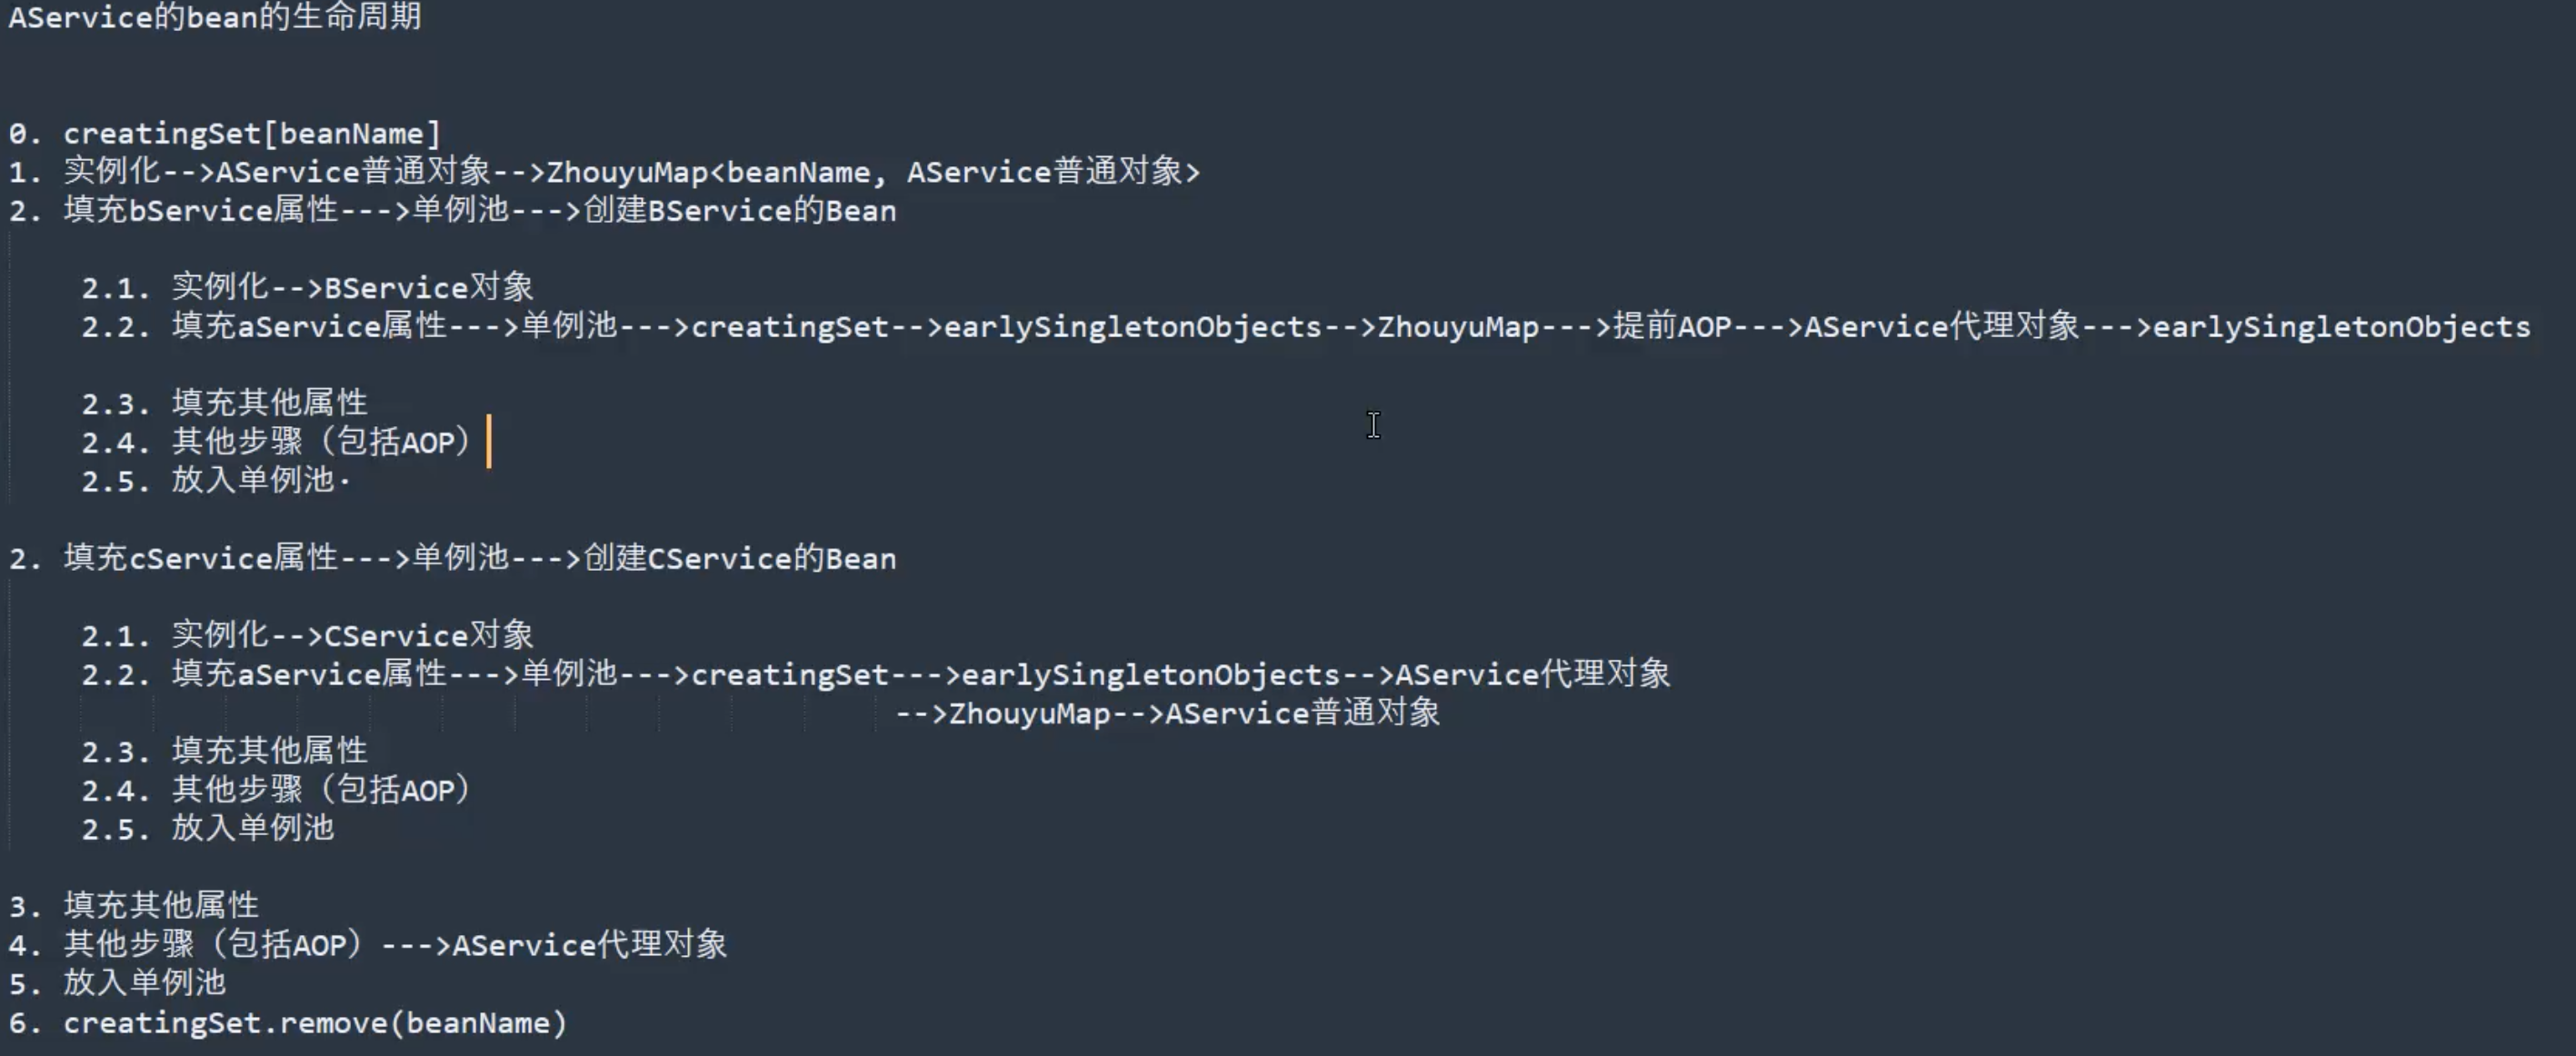 AService的bean的生命周期
0. creatingSet[beanName]
1. 实例化-->AService普通对象-->ZhouyuMap<beanName, AService普通对象>
2. 填充bService属性--->单例池--->创建BService的Bean
2.1. 实例化-->BService对象
2.2. 填充aService属性--->单例池--->creatingSet-->earlySingletonObjects-->ZhouyuMap--->提前AOP--->AService代理对象--->earlySingletonObjects
2.3. 填充其他属性
2.4. 其他步骤（包括AOP）
2.5. 放入单例池·
2. 填充cService属性--->单例池--->创建CService的Bean
2.1. 实例化-->CService对象
2.2. 填充aService属性--->单例池--->creatingSet--->earlySingletonObjects-->AService代理对象
-->ZhouyuMap-->AService普通对象
2.3. 填充其他属性
2.4. 其他步骤（包括AOP）
2.5. 放入单例池
3. 填充其他属性
4. 其他步骤（包括AOP）--->AService代理对象
5. 放入单例池
6. creatingSet.remove(beanName)